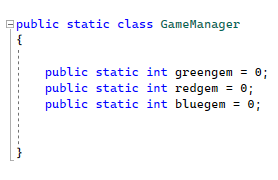 public static class GameManager
{
public static int greengem = 0;
public static int redgem = 0;
public static int bluegem = 0;
}